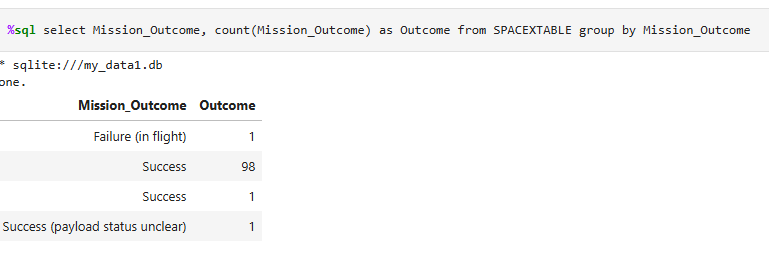 %sql select Mission_Outcome, count(Mission_Outcome) as Outcome from SPACEXTABLE group by Mission_Outcome
* sqlite:///my_data1.db
one.
Mission_Outcome Outcome
Failure (in flight) 1
Success 98
Success 1
Success (payload status unclear) 1